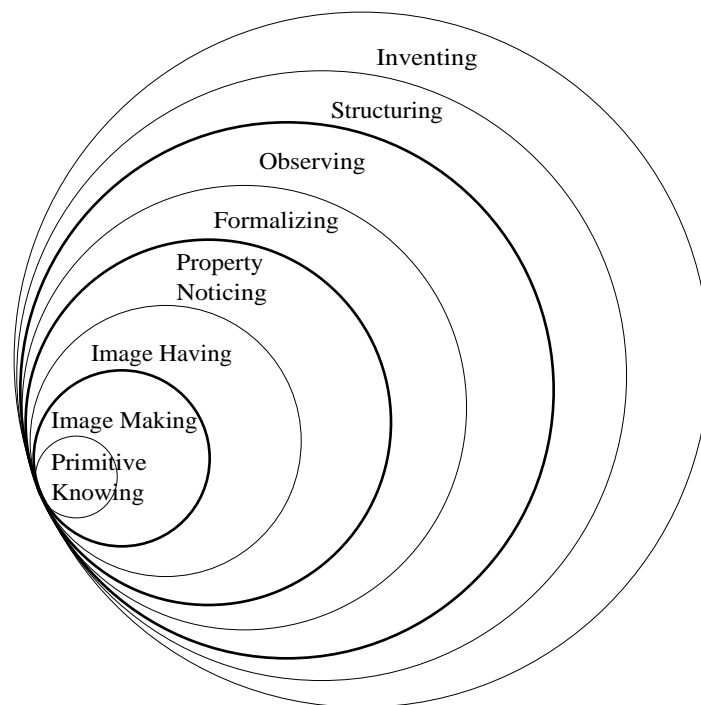 Inventing
Structuring
Observing
Formalizing
Property
Noticing
Image Having
Image Making
Primitive
Knowing